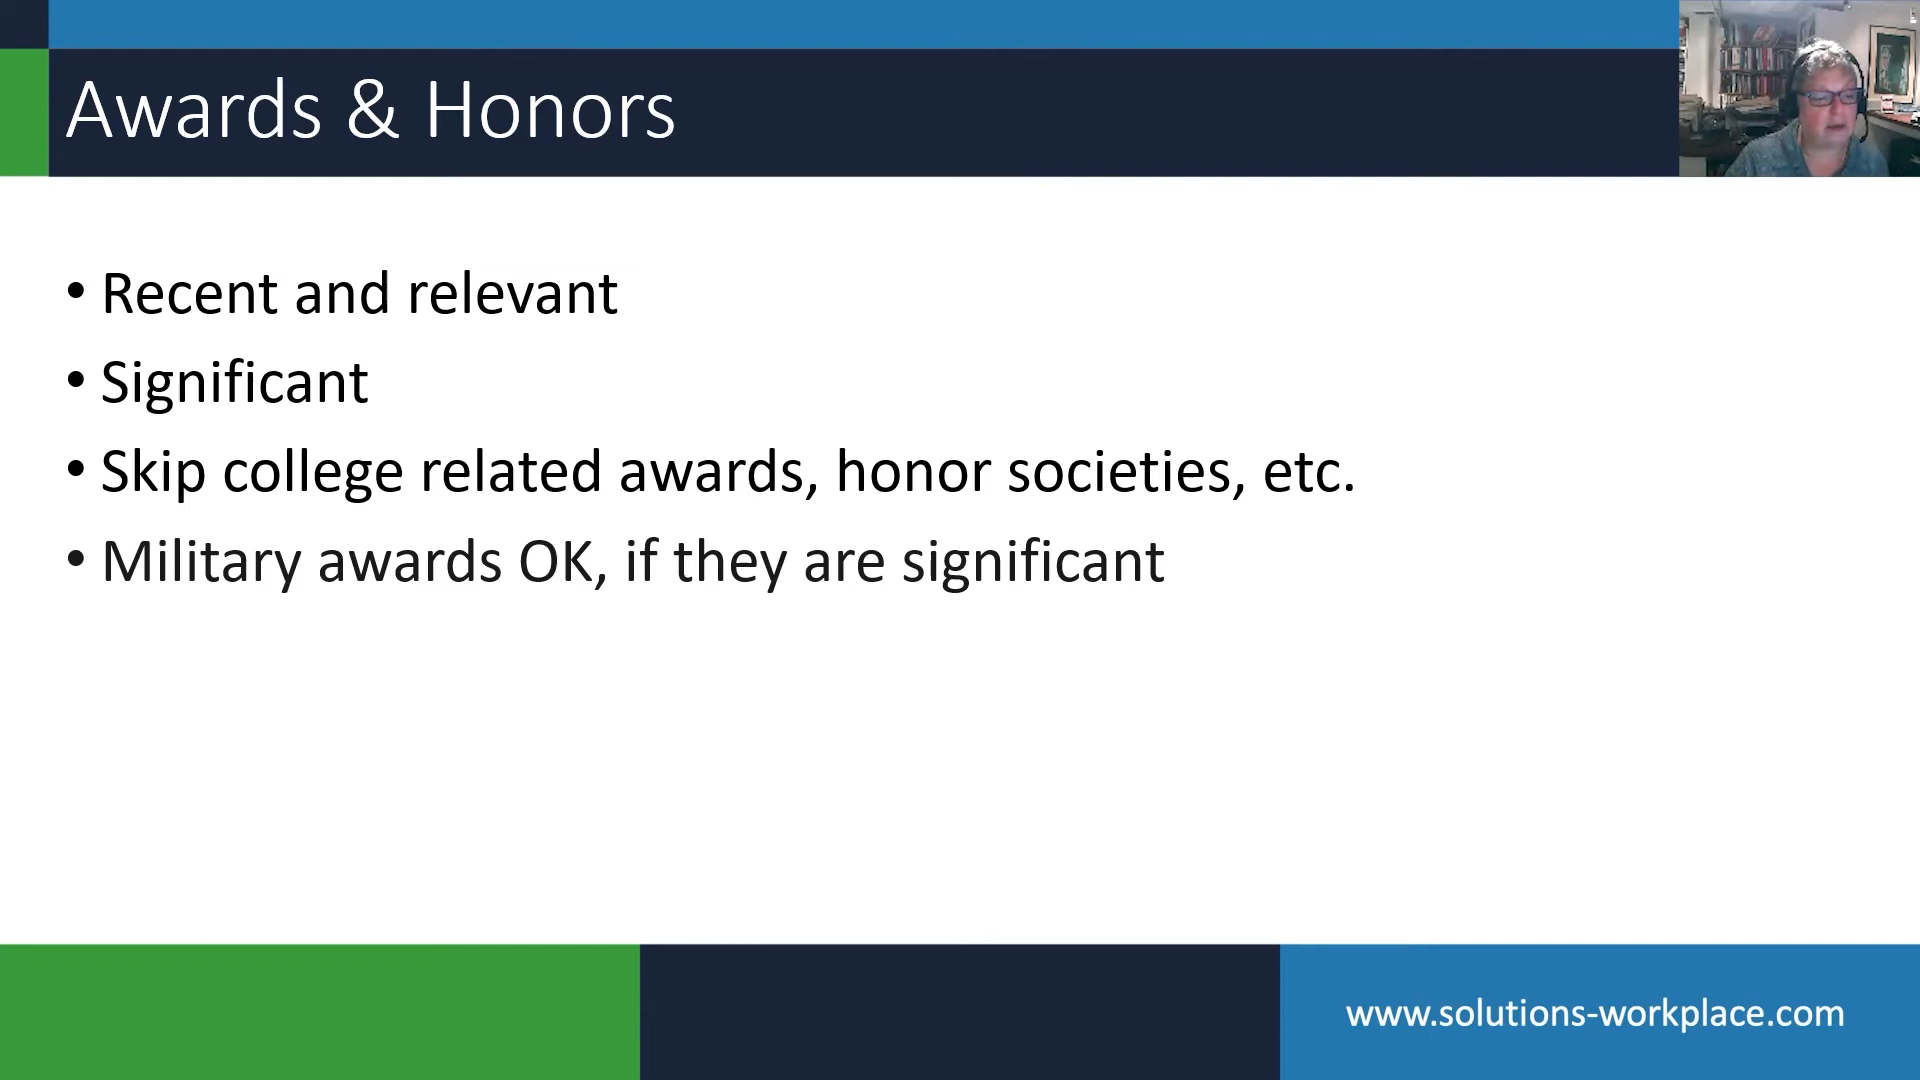 Awards & Honors
• Recent and relevant
• Significant
• Skip college related awards, honor societies, etc.
• Military awards OK, if they are significant
www.solutions-workplace.com